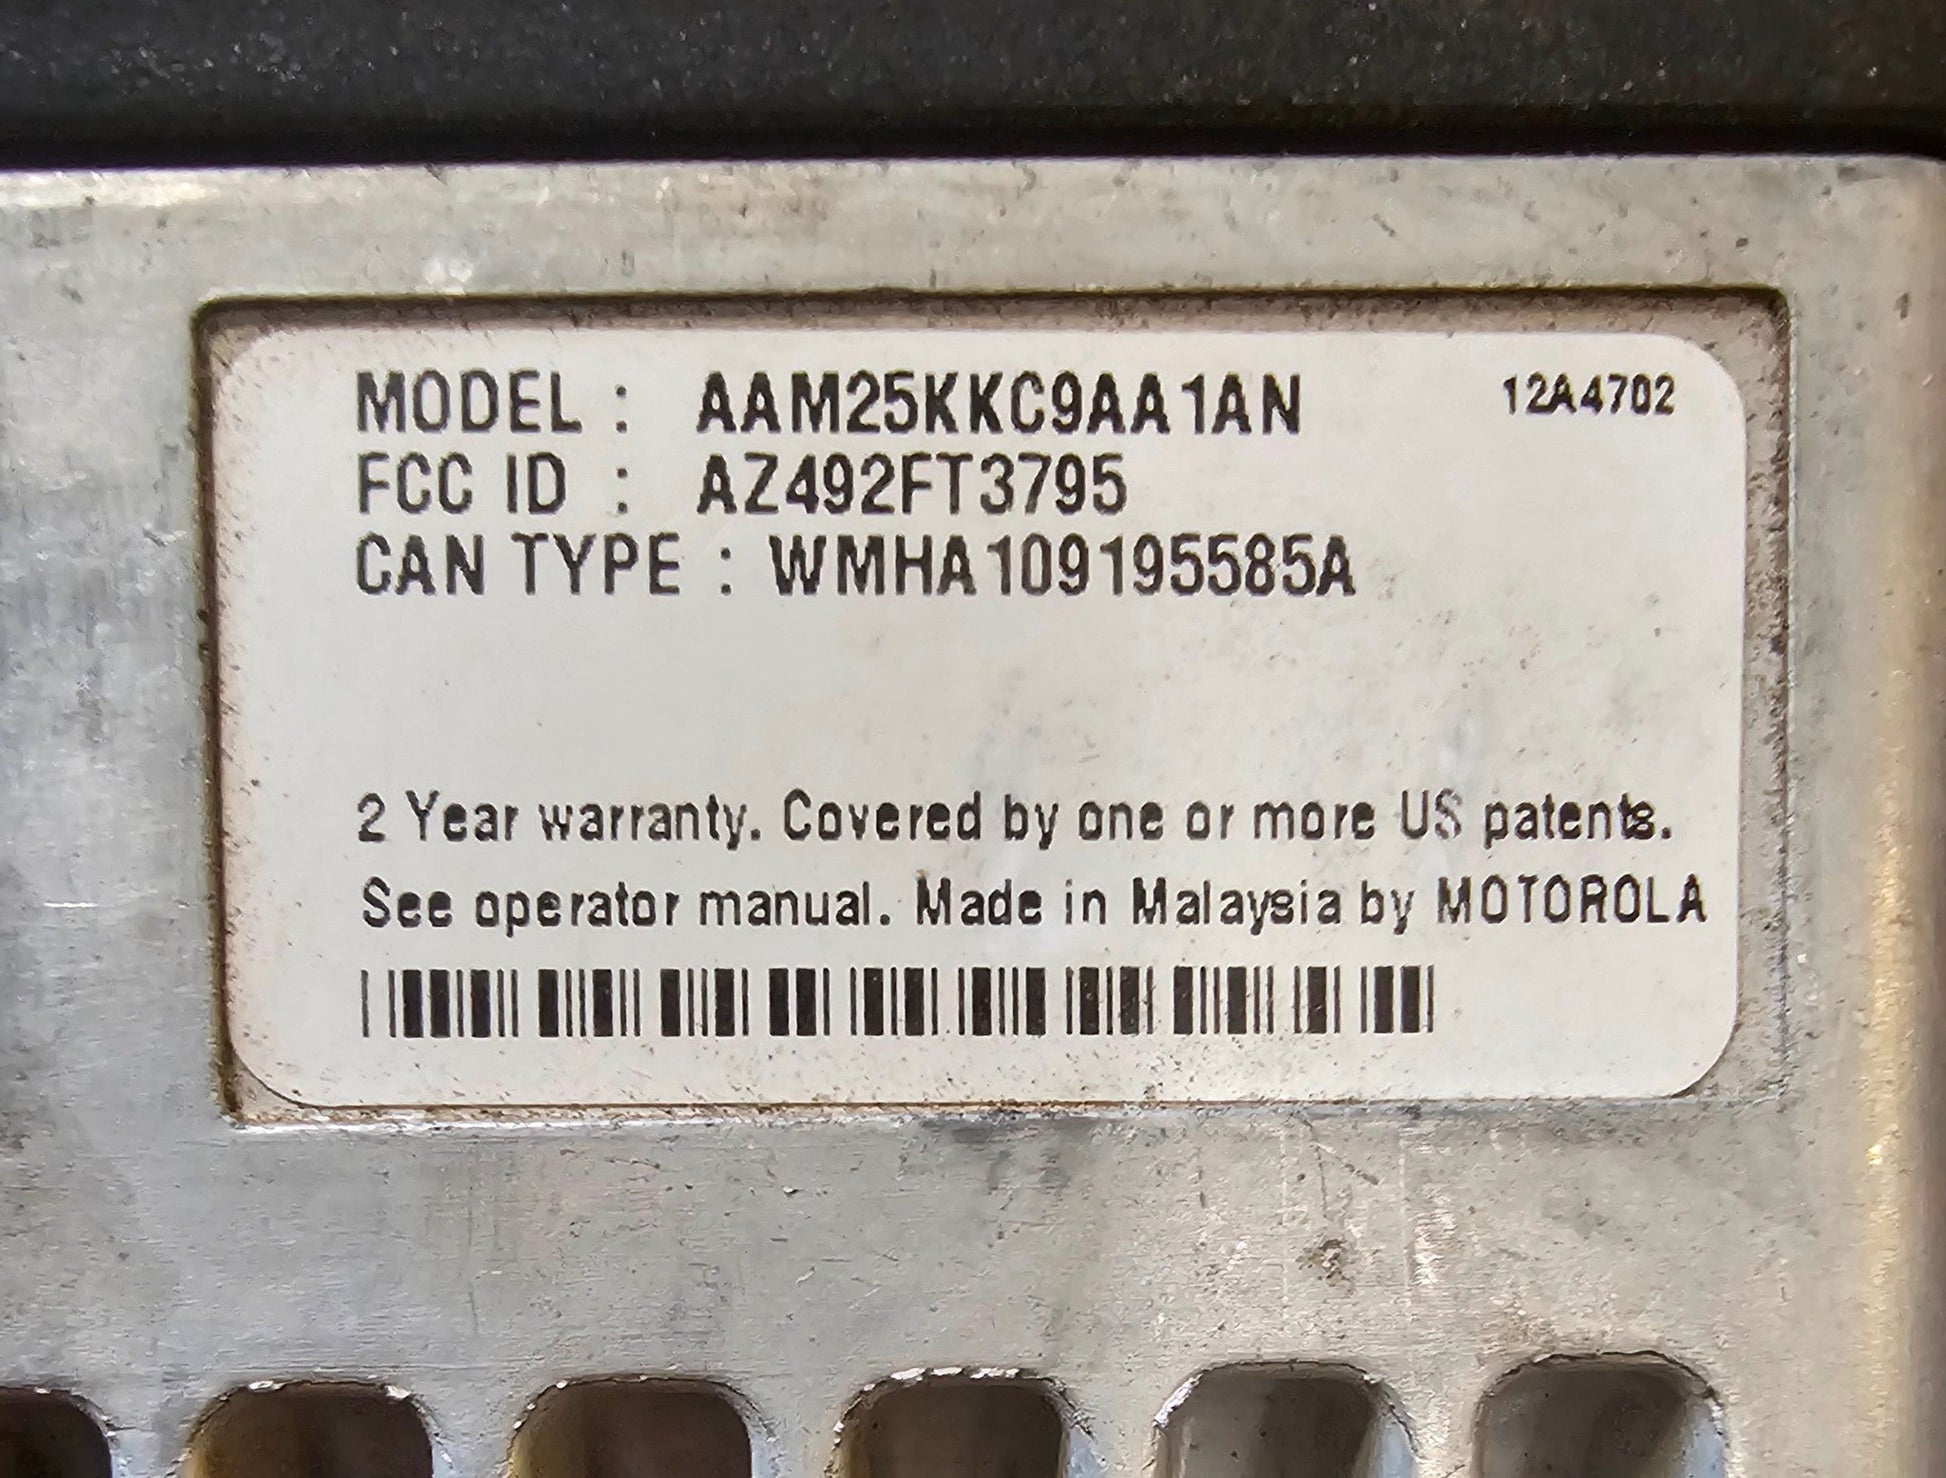 MODEL : AAM25KKC9AA1AN 12A4702
FCC ID : AZ492FT3795
CAN TYPE : WMHA109195585A
2 Year warranty. Covered by one or more US patents.
See operator manual. Made in Malaysia by MOTOROLA